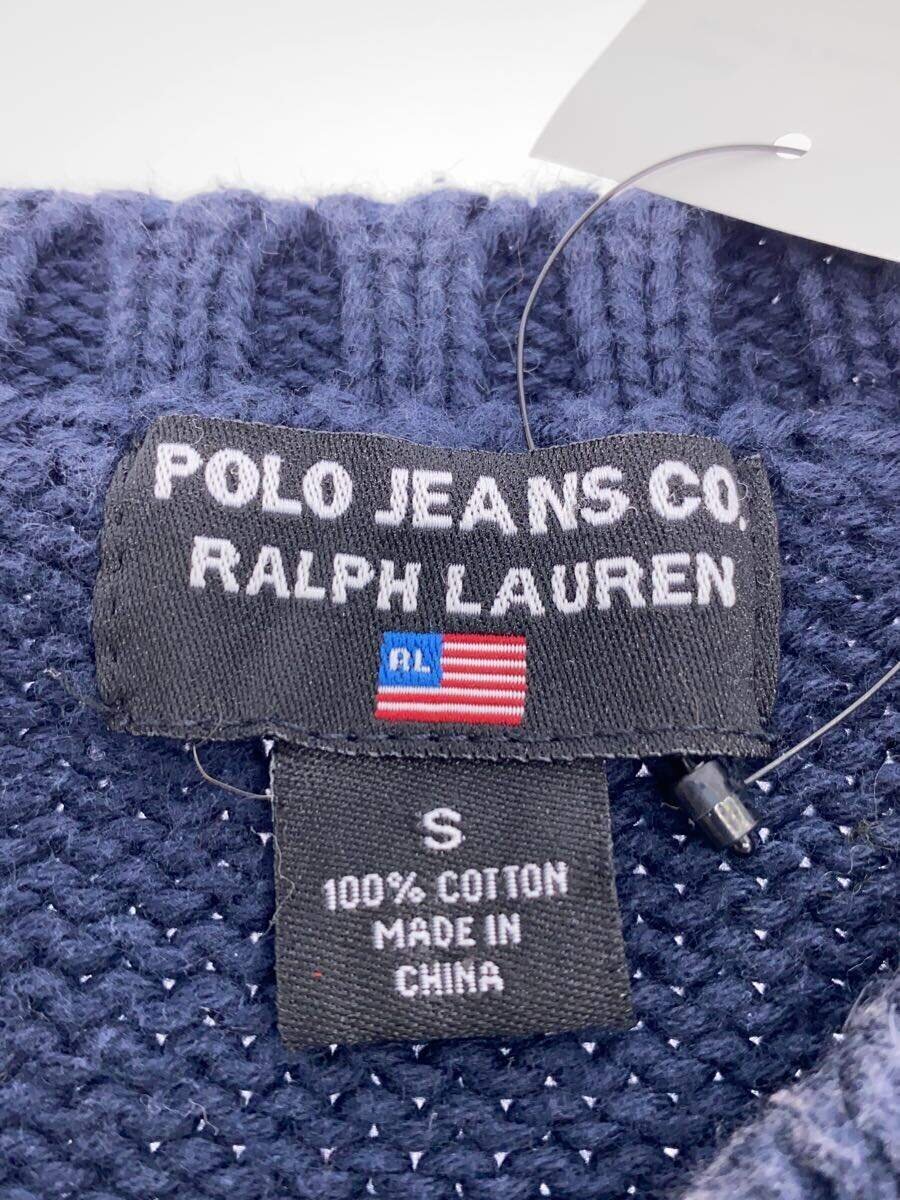 POLO JEANS CO.
RALPH LAUREN
RL
S
100% COTTON
MADE IN
CHINA